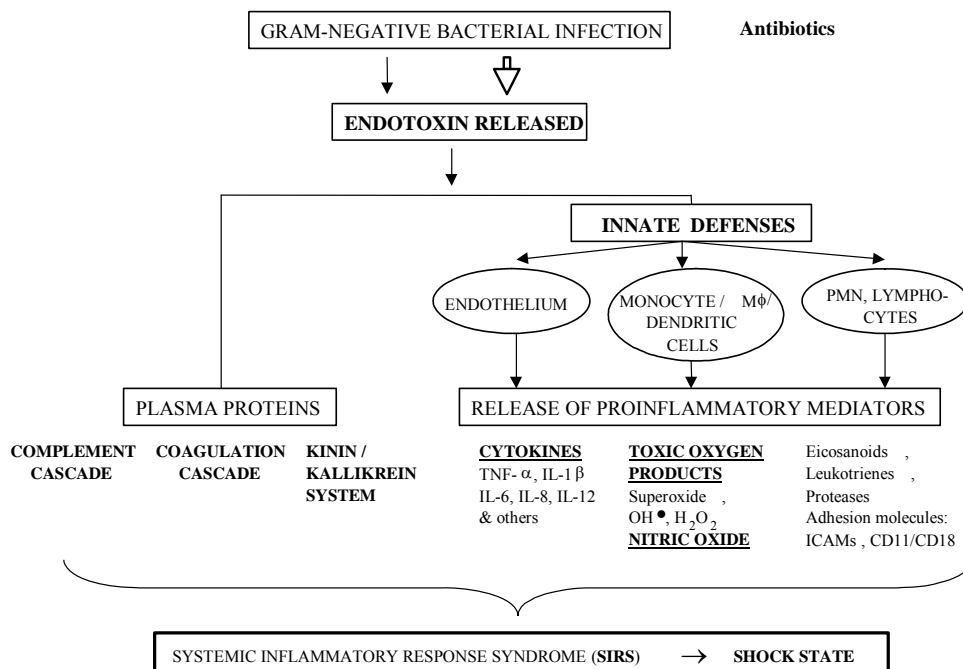 GRAM-NEGATIVE BACTERIAL INFECTION
Antibiotics
ENDOTOXIN RELEASED
INNATE DEFENSES
ENDOTHELIUM
MONOCYTE / Mϕ/
DENDRITIC
CELLS
PMN, LYMPHO-
CYTES
PLASMA PROTEINS
RELEASE OF PROINFLAMMATORY MEDIATORS
COMPLEMENT
CASCADE
COAGULATION
CASCADE
KININ /
KALLIKREIN
SYSTEM
CYTOKINES
TNF- α, IL-1 β
IL-6, IL-8, IL-12
& others
TOXIC OXYGEN
PRODUCTS
Superoxide ,
OH●, H₂O₂
NITRIC OXIDE
Eicosanoids ,
Leukotrienes ,
Proteases
Adhesion molecules:
ICAMs , CD11/CD18
SYSTEMIC INFLAMMATORY RESPONSE SYNDROME (SIRS) → SHOCK STATE